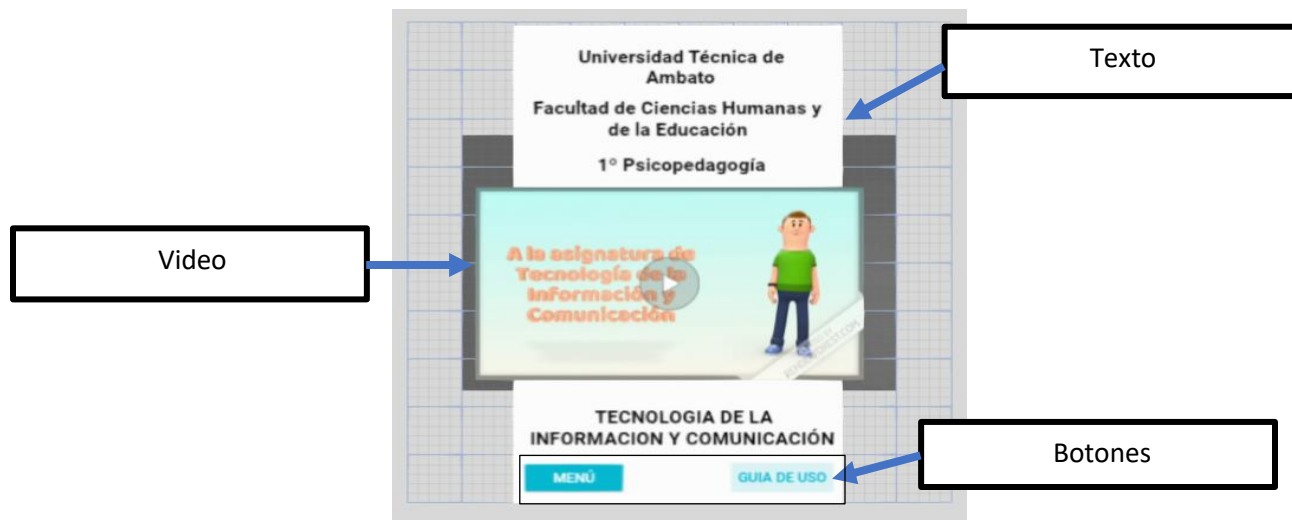 Universidad Técnica de
Ambato
Facultad de Ciencias Humanas y
de la Educación
1° Psicopedagogía
Texto
Video
A la asignatura de
Tecnología de la
Información y
Comunicación
TECNOLOGIA DE LA
INFORMACION Y COMUNICACIÓN
MENÚ
GUIA DE USO
Botones